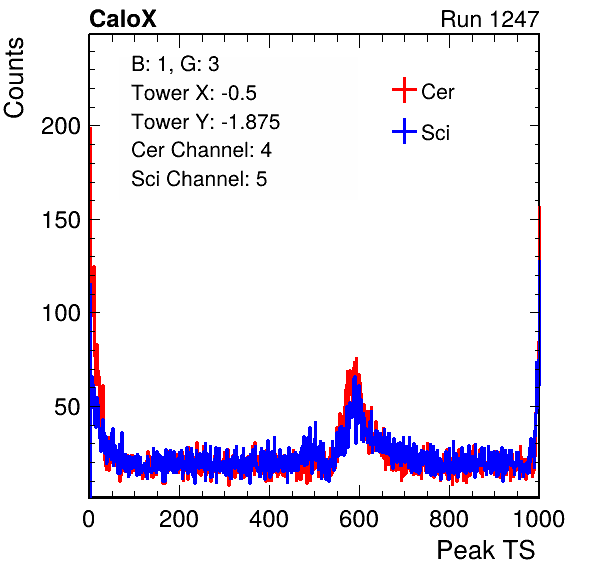 CaloX Run 1247
Counts
B: 1, G: 3
Tower X: -0.5
Tower Y: -1.875
Cer Channel: 4
Sci Channel: 5
Cer
Sci
200
150
100
50
0 200 400 600 800 1000
Peak TS